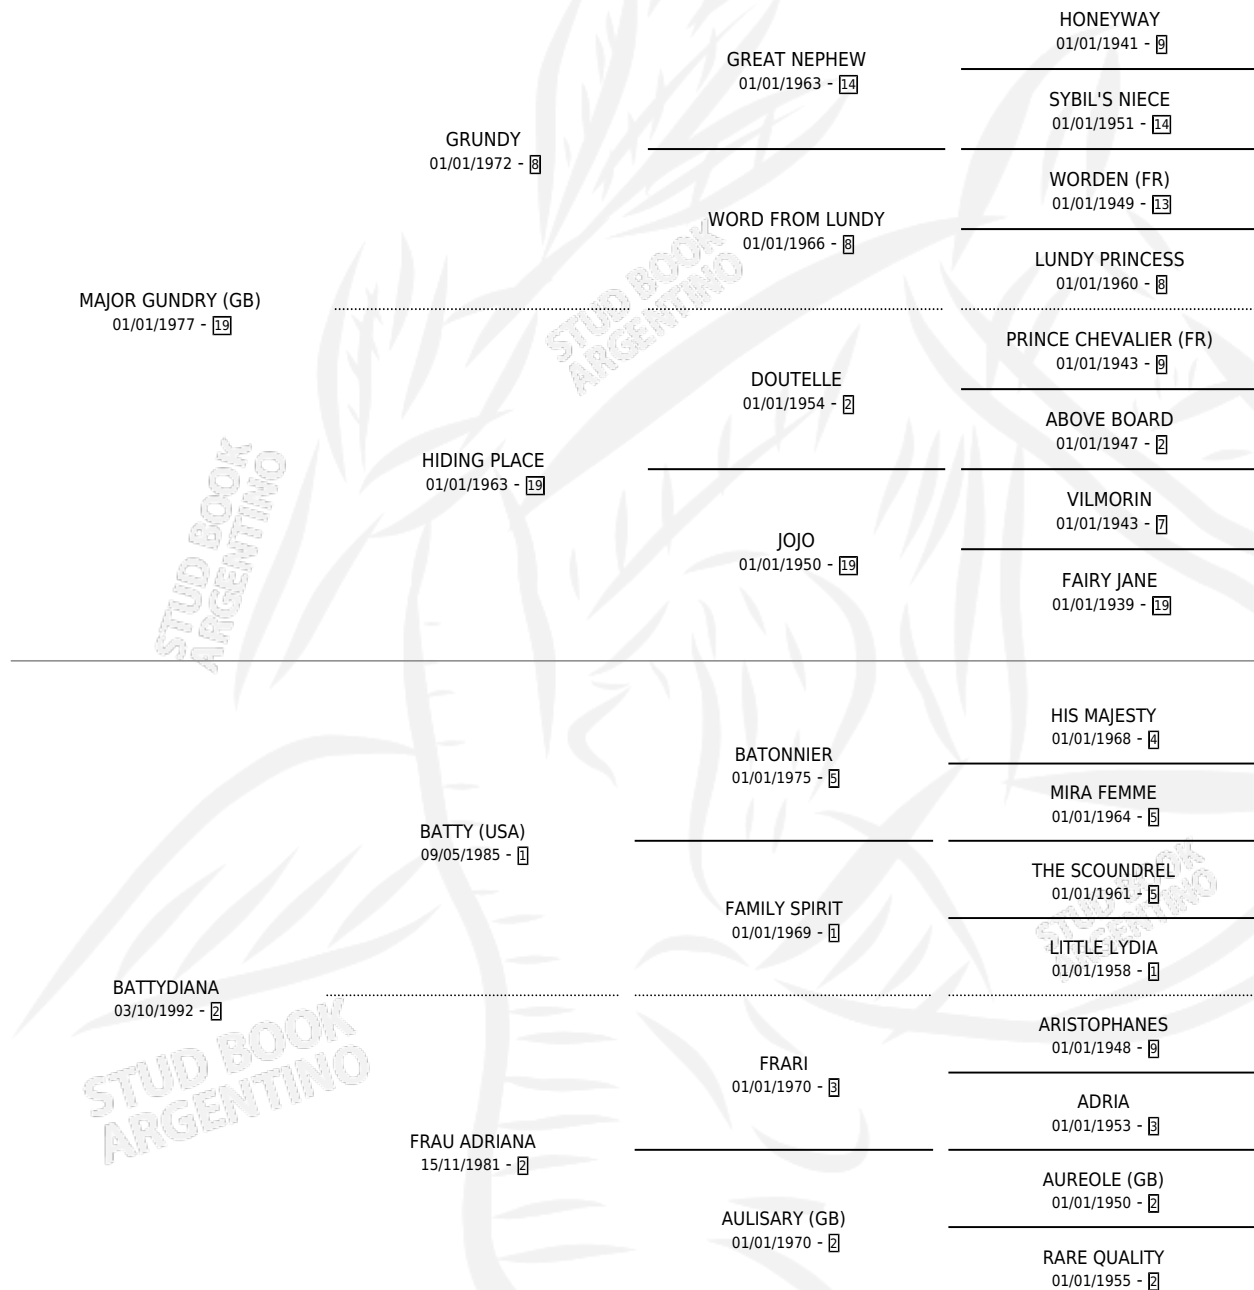 HONEYWAY
01/01/1941 - 9
GREAT NEPHEW
01/01/1963 - 14
SYBIL'S NIECE
01/01/1951 - 14
GRUNDY
01/01/1972 - 8
WORDEN (FR)
01/01/1949 - 13
WORD FROM LUNDY
01/01/1966 - 8
LUNDY PRINCESS
01/01/1960 - 8
MAJOR GUNDRY (GB)
01/01/1977 - 19
STUD BOOK
ARGENTINO
PRINCE CHEVALIER (FR)
01/01/1943 - 9
DOUTELLE
01/01/1954 - 2
ABOVE BOARD
01/01/1947 - 2
HIDING PLACE
01/01/1963 - 19
VILMORIN
01/01/1943 - 7
JOJO
01/01/1950 - 19
FAIRY JANE
01/01/1939 - 19
STUD BOOK
ARGENTINO
HIS MAJESTY
01/01/1968 - 4
BATONNIER
01/01/1975 - 5
MIRA FEMME
01/01/1964 - 5
BATTY (USA)
09/05/1985 - 1
THE SCOUNDREL
01/01/1961 - 5
FAMILY SPIRIT
01/01/1969 - 1
STUD BOOK
ARGENTINO
LITTLE LYDIA
01/01/1958 - 1
BATTYDIANA
03/10/1992 - 2
ARISTOPHANES
01/01/1948 - 9
FRARI
01/01/1970 - 3
ADRIA
01/01/1953 - 3
STUD BOOK
ARGENTINO
FRAU ADRIANA
15/11/1981 - 2
AUREOLE (GB)
01/01/1950 - 2
AULISARY (GB)
01/01/1970 - 2
RARE QUALITY
01/01/1955 - 2